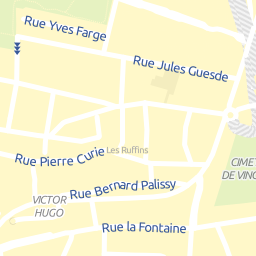 Rue Yves Farge
Rue Jules Guesde
Les Ruffins
Rue Pierre Curie
CIMET
DE VINC
Rue Bernard Palissy
VICTOR
HUGO
Rue la Fontaine